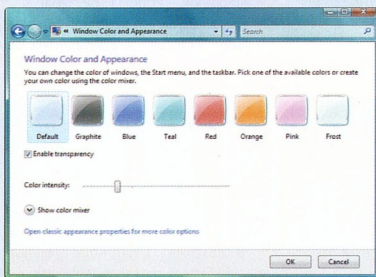 « Window Color and Appearance
Search
Window Color and Appearance
You can change the color of windows, the Start menu, and the taskbar. Pick one of the available colors or create
your own color using the color mixer.
Default Graphite Blue Teal Red Orange Pink Frost
Enable transparency
Color intensity:
Show color mixer
Open classic appearance properties for more color options
OK Cancel